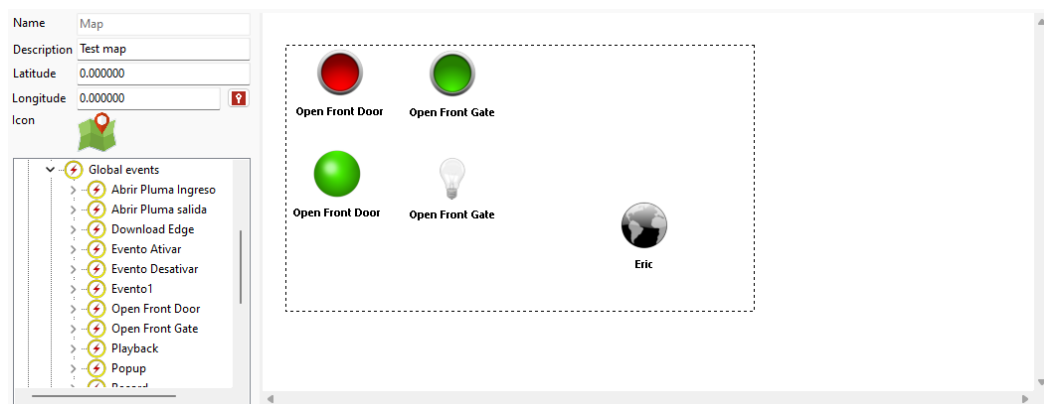 Name Map
Description Test map
Latitude 0.000000
Longitude 0.000000
Icon
Global events
Abrir Pluma Ingreso
Abrir Pluma salida
Download Edge
Evento Ativar
Evento Desativar
Evento1
Open Front Door
Open Front Gate
Playback
Popup
Open Front Door Open Front Gate
Open Front Door Open Front Gate
Eric